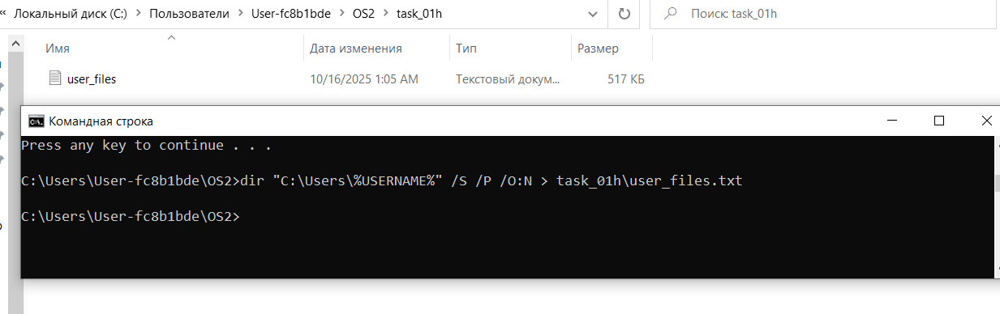 « Локальный диск (C:) > Пользователи > User-fc8b1bde > OS2 > task_01h
Поиск: task_01h
Имя Дата изменения Тип Размер
user_files 10/16/2025 1:05 AM Текстовый докум... 517 КБ
Командная строка
Press any key to continue . . .
C:\Users\User-fc8b1bde\OS2>dir "C:\Users\%USERNAME%" /S /P /O:N > task_01h\user_files.txt
C:\Users\User-fc8b1bde\OS2>